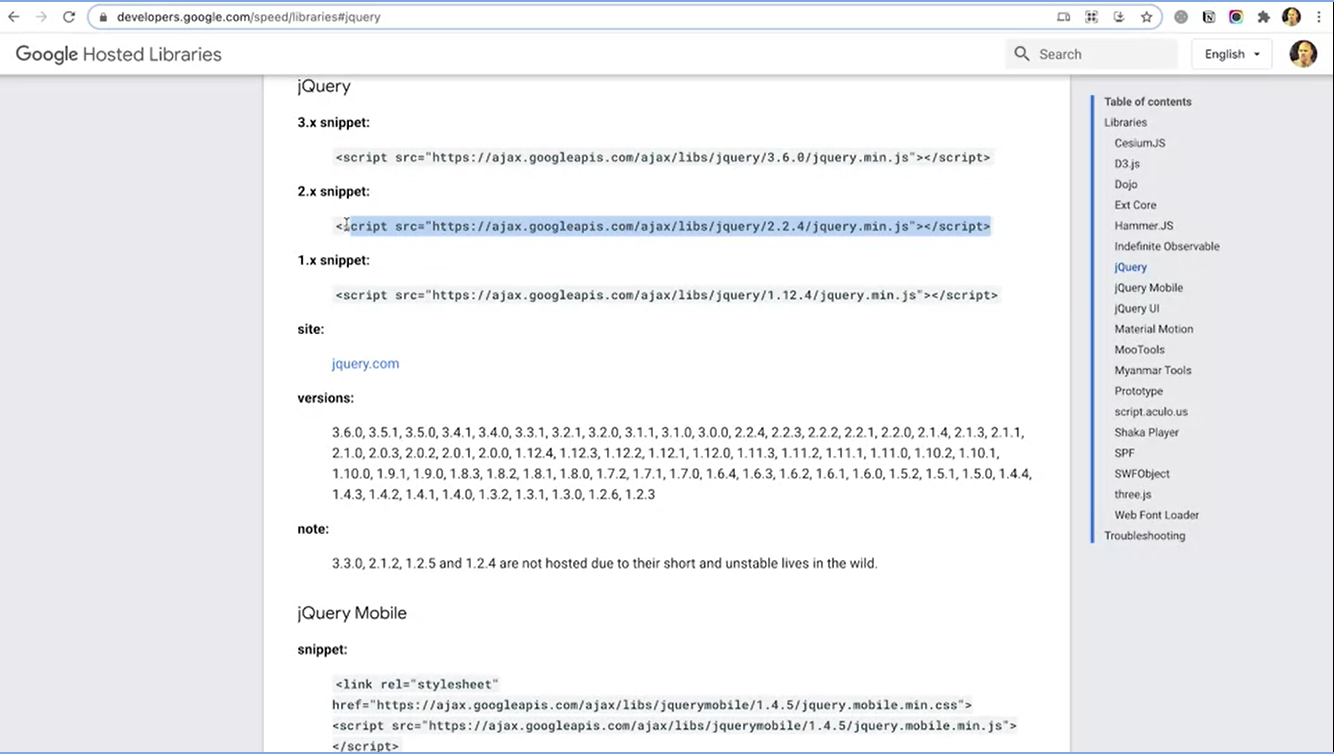 developers.google.com/speed/libraries#jquery
Google Hosted Libraries
Search
English
jQuery
3.x snippet:
<script src="https://ajax.googleapis.com/ajax/libs/jquery/3.6.0/jquery.min.js"></script>
2.x snippet:
<script src="https://ajax.googleapis.com/ajax/libs/jquery/2.2.4/jquery.min.js"></script>
1.x snippet:
<script src="https://ajax.googleapis.com/ajax/libs/jquery/1.12.4/jquery.min.js"></script>
site:
jquery.com
versions:
3.6.0, 3.5.1, 3.5.0, 3.4.1, 3.4.0, 3.3.1, 3.2.1, 3.2.0, 3.1.1, 3.1.0, 3.0.0, 2.2.4, 2.2.3, 2.2.2, 2.2.1, 2.2.0, 2.1.4, 2.1.3, 2.1.1,
2.1.0, 2.0.3, 2.0.2, 2.0.1, 2.0.0, 1.12.4, 1.12.3, 1.12.2, 1.12.1, 1.12.0, 1.11.3, 1.11.2, 1.11.1, 1.11.0, 1.10.2, 1.10.1,
1.10.0, 1.9.1, 1.9.0, 1.8.3, 1.8.2, 1.8.1, 1.8.0, 1.7.2, 1.7.1, 1.7.0, 1.6.4, 1.6.3, 1.6.2, 1.6.1, 1.6.0, 1.5.2, 1.5.1, 1.5.0, 1.4.4,
1.4.3, 1.4.2, 1.4.1, 1.4.0, 1.3.2, 1.3.1, 1.3.0, 1.2.6, 1.2.3
note:
3.3.0, 2.1.2, 1.2.5 and 1.2.4 are not hosted due to their short and unstable lives in the wild.
jQuery Mobile
snippet:
<link rel="stylesheet"
href="https://ajax.googleapis.com/ajax/libs/jquerymobile/1.4.5/jquery.mobile.min.css">
<script src="https://ajax.googleapis.com/ajax/libs/jquerymobile/1.4.5/jquery.mobile.min.js">
</script>
Table of contents
Libraries
CesiumJS
D3.js
Dojo
Ext Core
Hammer.JS
Indefinite Observable
jQuery
jQuery Mobile
jQuery UI
Material Motion
MooTools
Myanmar Tools
Prototype
script.aculo.us
Shaka Player
SPF
SWFObject
three.js
Web Font Loader
Troubleshooting